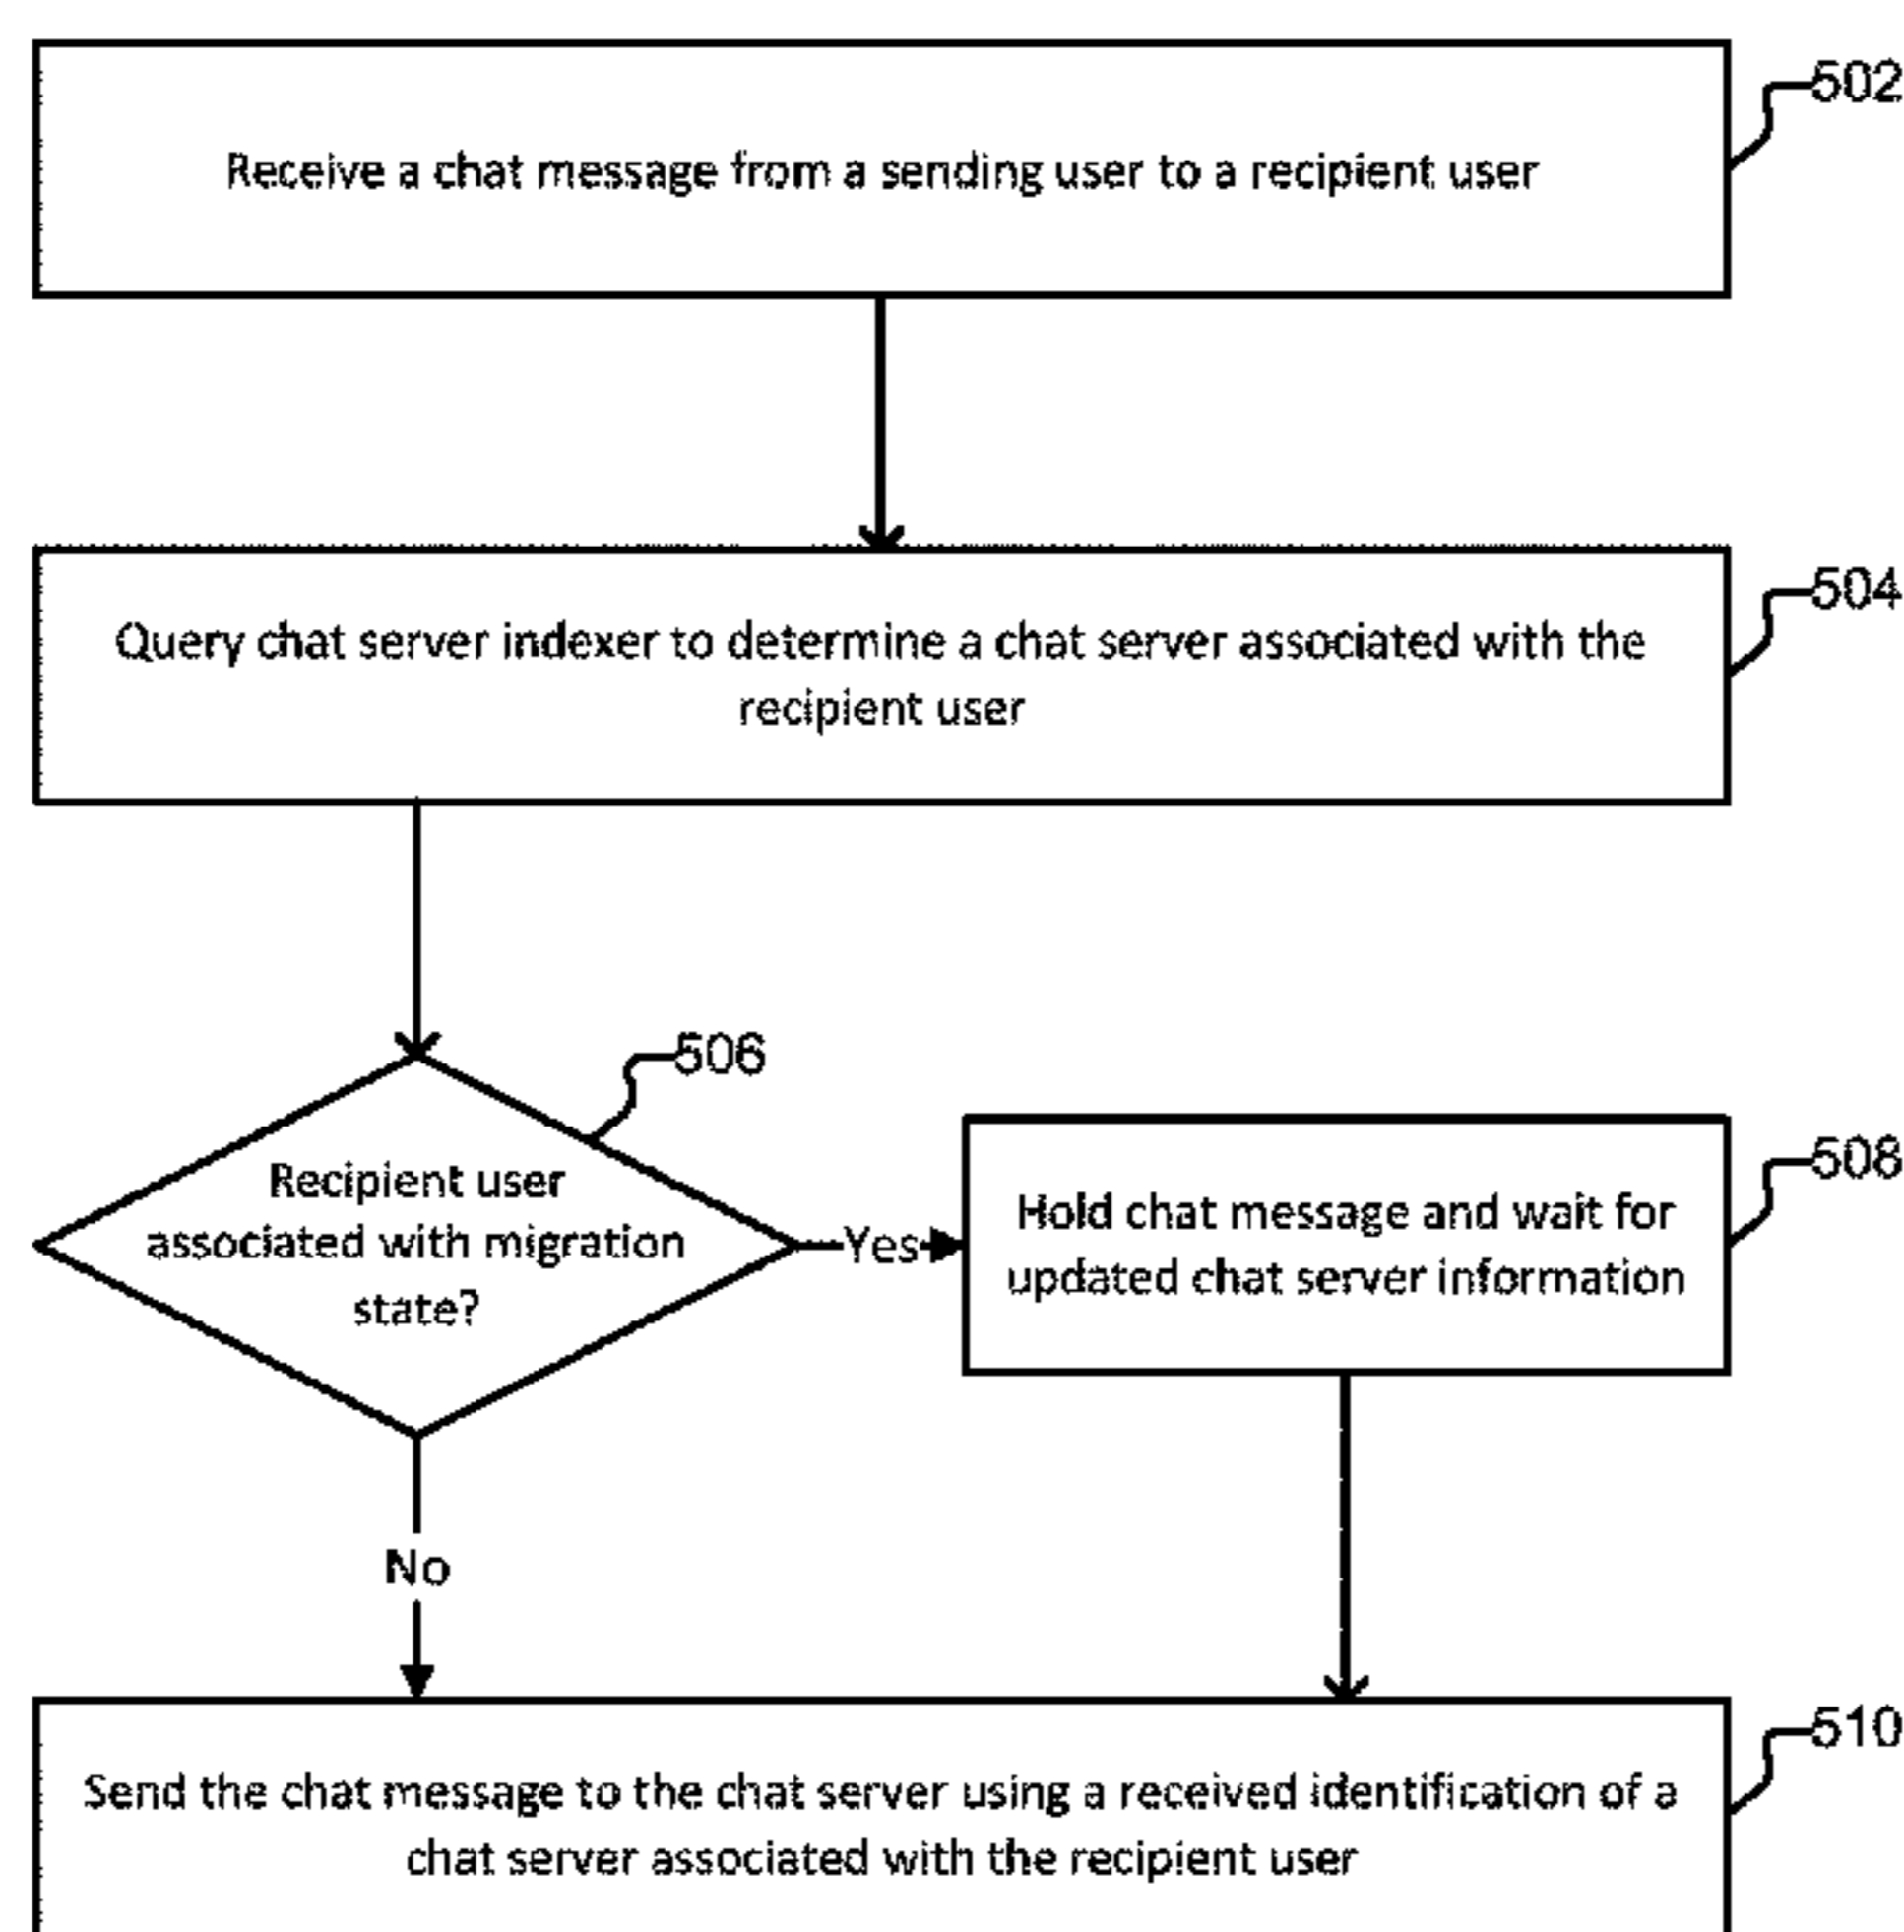 502
Receive a chat message from a sending user to a recipient user
504
Query chat server indexer to determine a chat server associated with the
recipient user
506
Recipient user
associated with migration
state?
Yes
508
Hold chat message and wait for
updated chat server information
No
510
Send the chat message to the chat server using a received identification of a
chat server associated with the recipient user